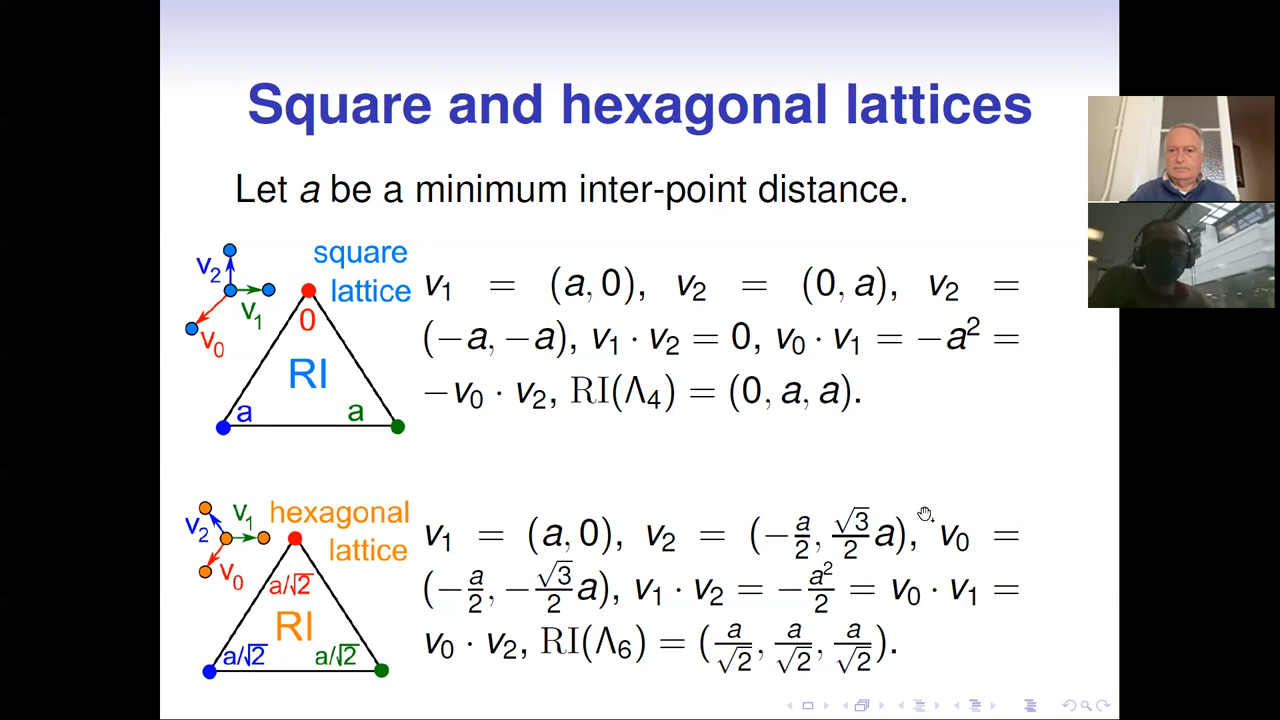 Square and hexagonal lattices
Let a be a minimum inter-point distance.
square
lattice
v₂
v₁
v₀
0
RI
a
a
v₁ = (a, 0), v₂ = (0, a), v₂ =
(−a, −a), v₁ · v₂ = 0, v₀ · v₁ = −a² =
−v₀ · v₂, RI(Λ₄) = (0, a, a).
hexagonal
lattice
v₂
v₁
v₀
a/√2
RI
a/√2
a/√2
v₁ = (a, 0), v₂ = (−a/2, √3/2 a), v₀ =
(−a/2, −√3/2 a), v₁ · v₂ = −a²/2 = v₀ · v₁ =
v₀ · v₂, RI(Λ₆) = (a/√2, a/√2, a/√2).